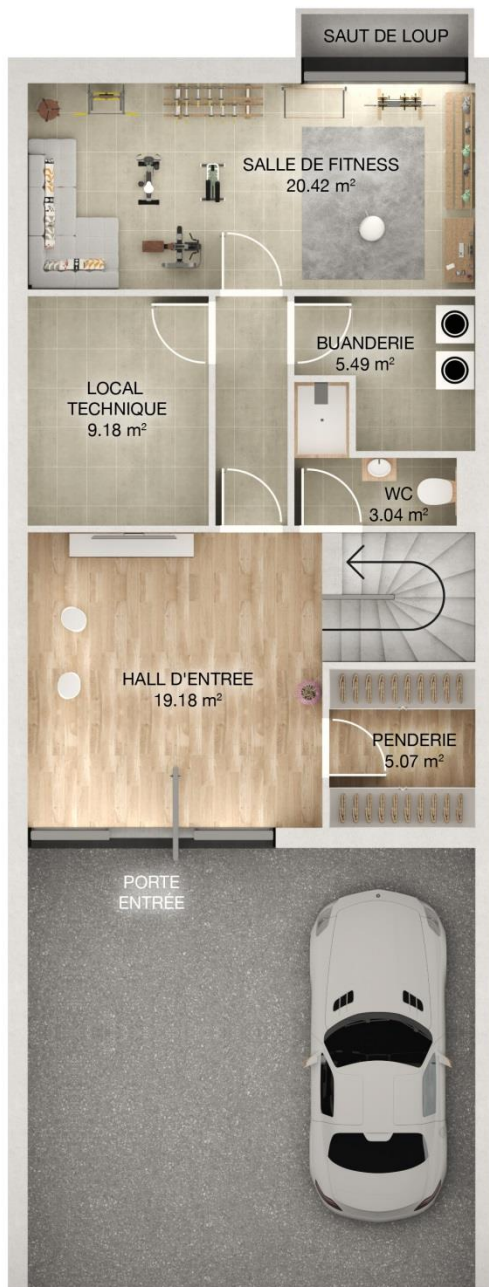 SAUT DE LOUP
SALLE DE FITNESS
20.42 m²
BUANDERIE
5.49 m²
LOCAL
TECHNIQUE
9.18 m²
WC
3.04 m²
HALL D'ENTREE
19.18 m²
PENDERIE
5.07 m²
PORTE
ENTRÉE